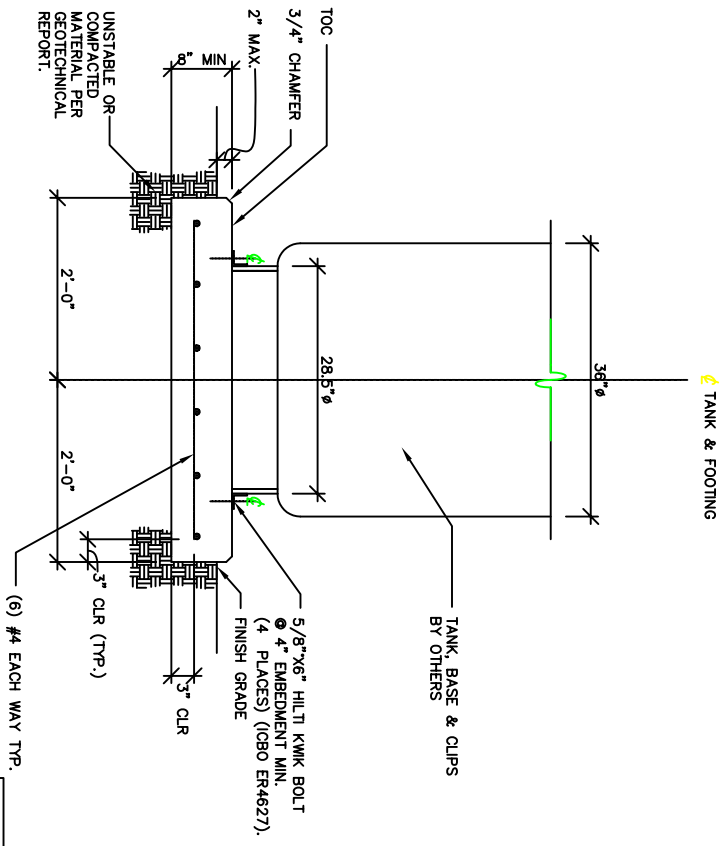 ℄ TANK & FOOTING
36"ø
TANK, BASE & CLIPS
BY OTHERS
28.5"ø
TOC
3/4" CHAMFER
2" MAX.
8" MIN
UNSTABLE OR
COMPACTED
MATERIAL PER
GEOTECHNICAL
REPORT.
℄
℄
5/8"X6" HILTI KWIK BOLT
@ 4" EMBEDMENT MIN.
(4 PLACES) (ICBO ER4627).
FINISH GRADE
3" CLR
3" CLR (TYP.)
2'-0"
2'-0"
(6) #4 EACH WAY TYP.